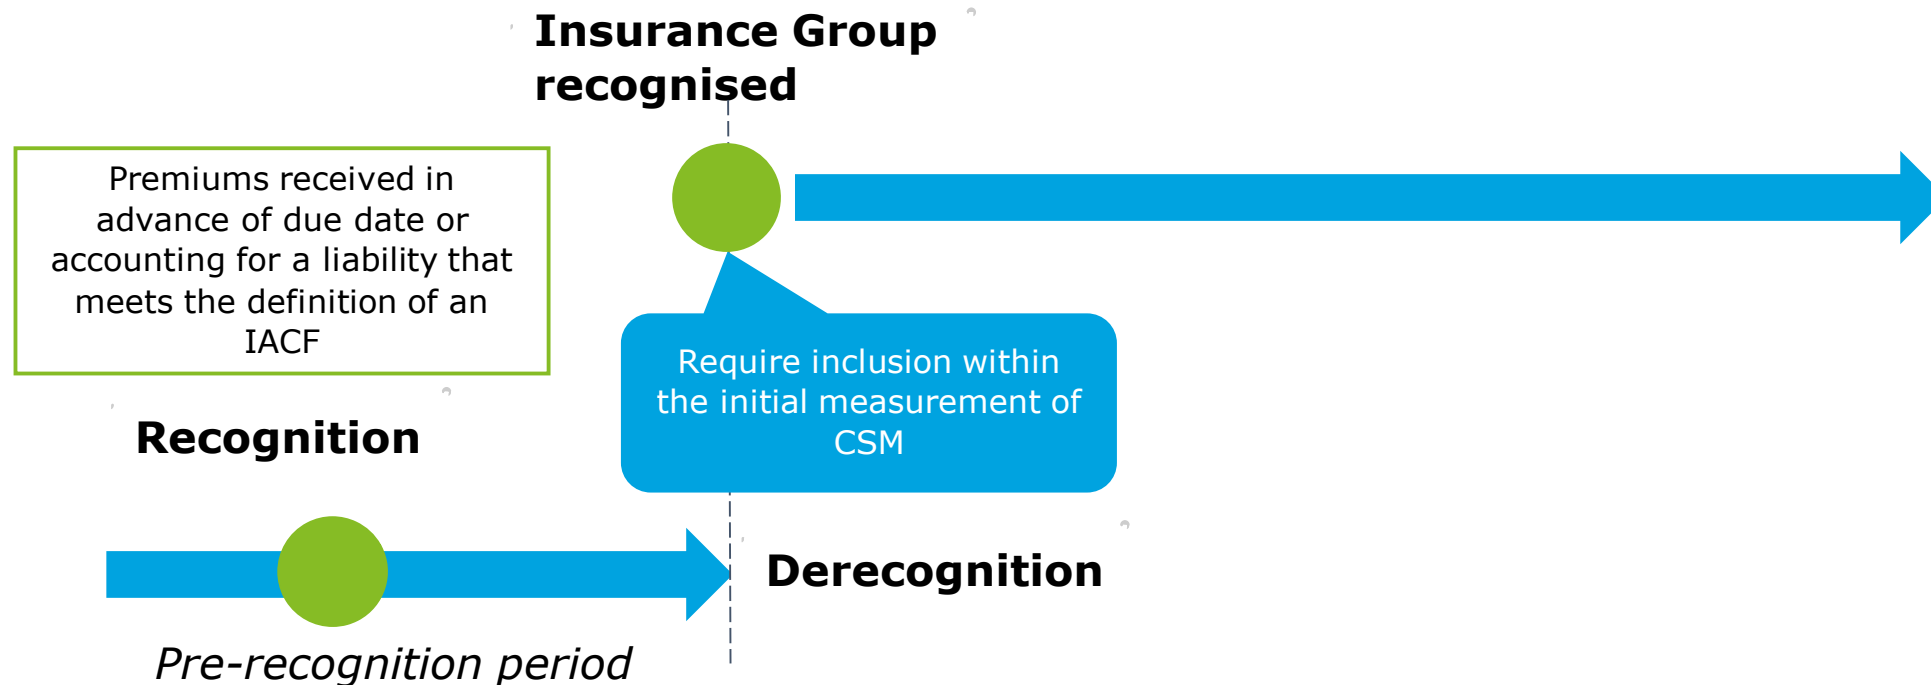 Insurance Group
recognised
Premiums received in
advance of due date or
accounting for a liability that
meets the definition of an
IACF
Require inclusion within
the initial measurement of
CSM
Recognition
Derecognition
Pre-recognition period